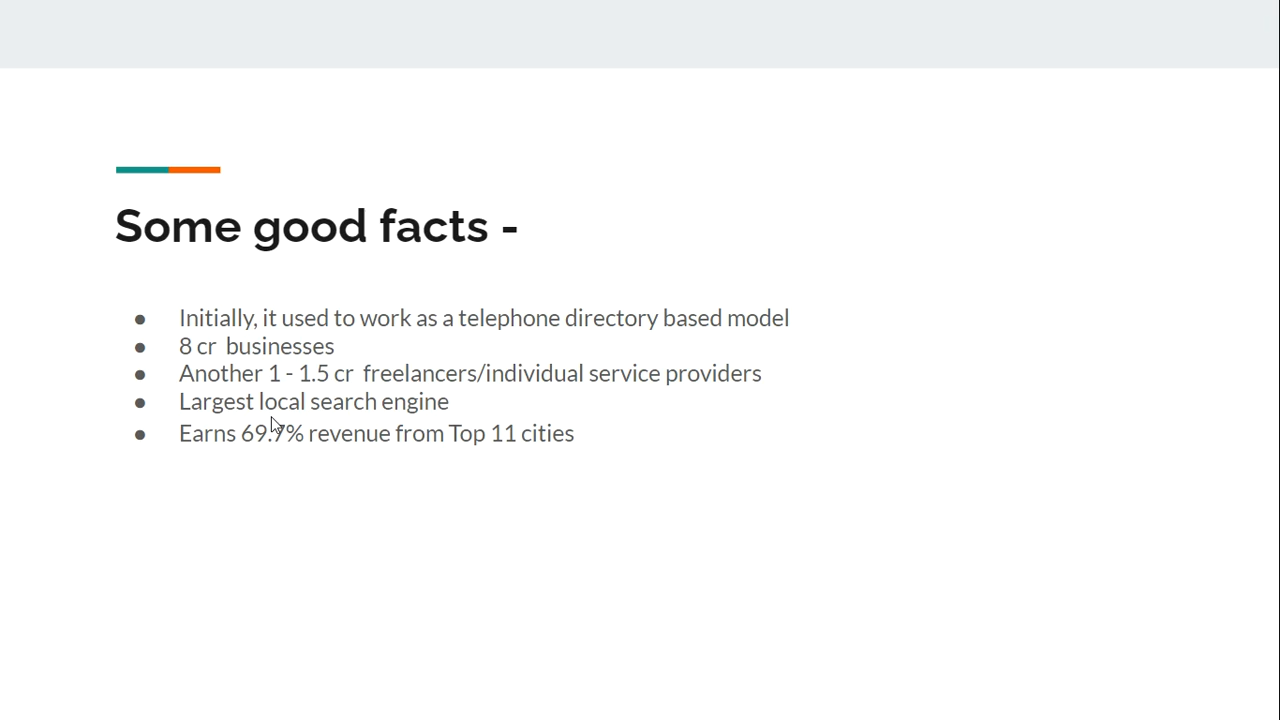 Some good facts -
● Initially, it used to work as a telephone directory based model
● 8 cr  businesses
● Another 1 - 1.5 cr  freelancers/individual service providers
● Largest local search engine
● Earns 69.7% revenue from Top 11 cities